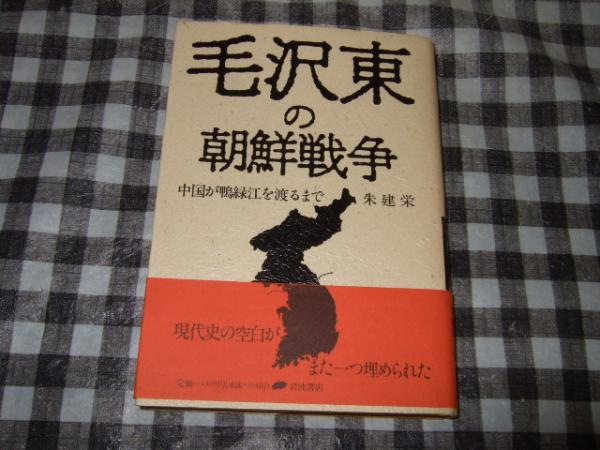 毛沢東
の
朝鮮戦争
中国が鴨緑江を渡るまで
朱建栄
現代史の空白が
また一つ埋められた
定価
岩波書店